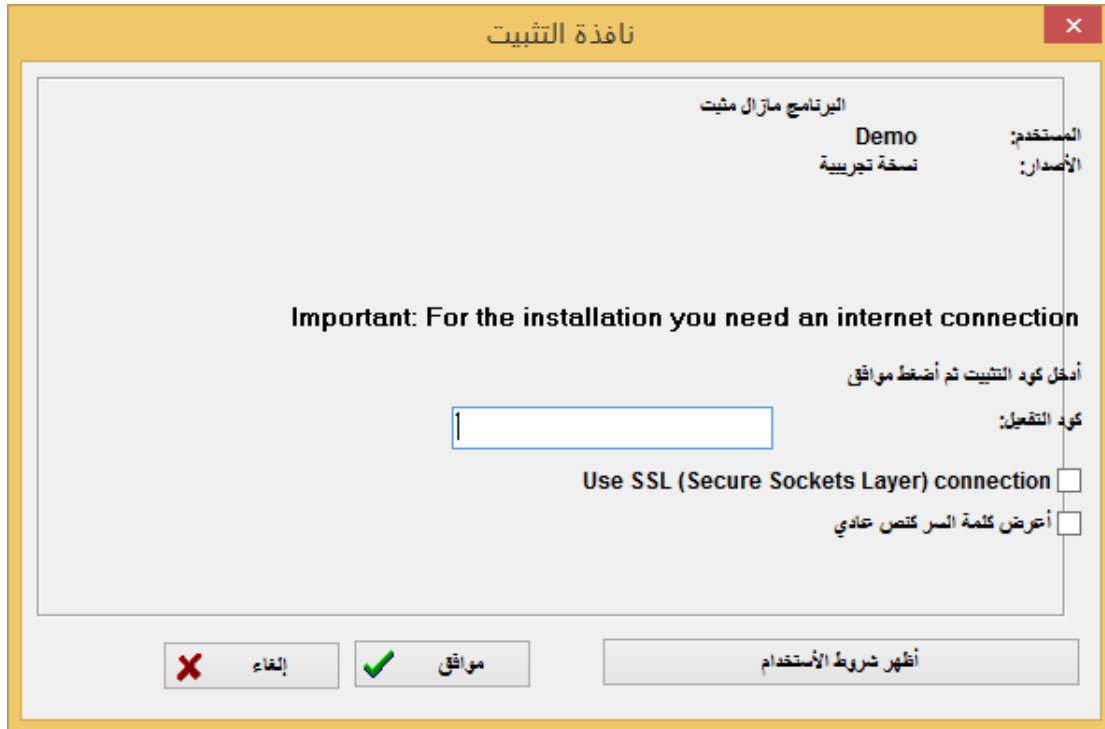 نافذة التثبيت
البرنامج مازال مثبت
المستخدم: Demo
الأصدار: نسخة تجريبية
Important: For the installation you need an internet connection
أدخل كود التثبيت ثم أضغط موافق
كود التفعيل:
Use SSL (Secure Sockets Layer) connection
أعرض كلمة السر كنص عادي
أظهر شروط الأستخدام
موافق
إلغاء